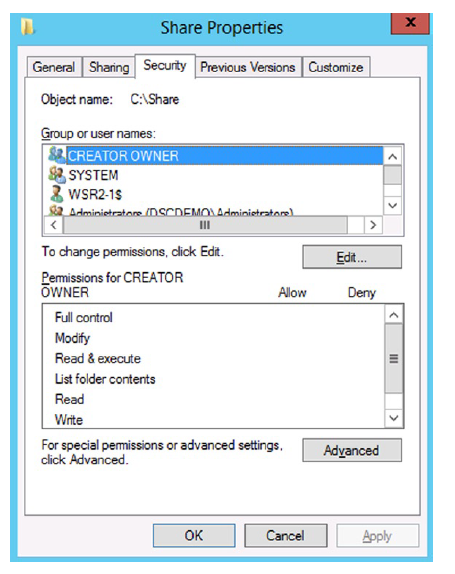 Share Properties
x
General Sharing Security Previous Versions Customize
Object name: C:\Share
Group or user names:
CREATOR OWNER
SYSTEM
WSR2-1$
Administrators (DSCDEMO\Administrators)
To change permissions, click Edit.
Edit...
Permissions for CREATOR
OWNER Allow Deny
Full control
Modify
Read & execute
List folder contents
Read
Write
For special permissions or advanced settings,
click Advanced.
Advanced
OK Cancel Apply